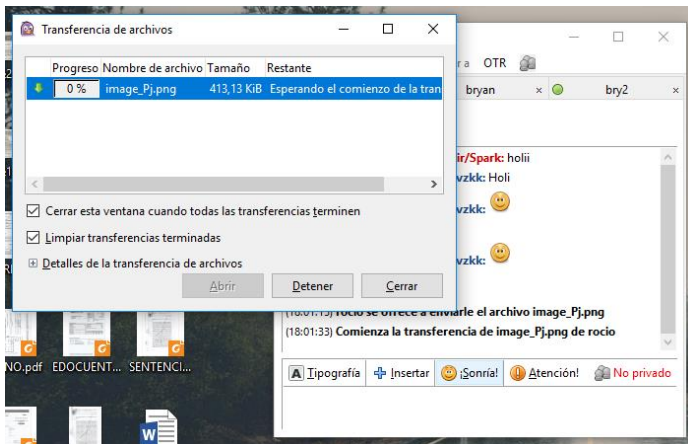 Transferencia de archivos
Progreso Nombre de archivo Tamaño Restante
0 % image_Pj.png 413,13 KiB Esperando el comienzo de la tran
Cerrar esta ventana cuando todas las transferencias terminen
Limpiar transferencias terminadas
Detalles de la transferencia de archivos
Abrir Detener Cerrar
OTR
bryan × bry2 ×
ir/Spark: holii
vzkk: Holi
vzkk:
vzkk:
rocio se ofrece a enviarle el archivo image_Pj.png
(18:01:33) Comienza la transferencia de image_Pj.png de rocio
Tipografía Insertar ¡Sonría! Atención! No privado
NO.pdf EDOCUENT... SENTENCI...